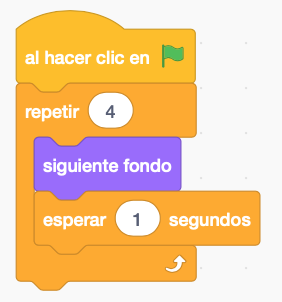 al hacer clic en
repetir 4
siguiente fondo
esperar 1 segundos